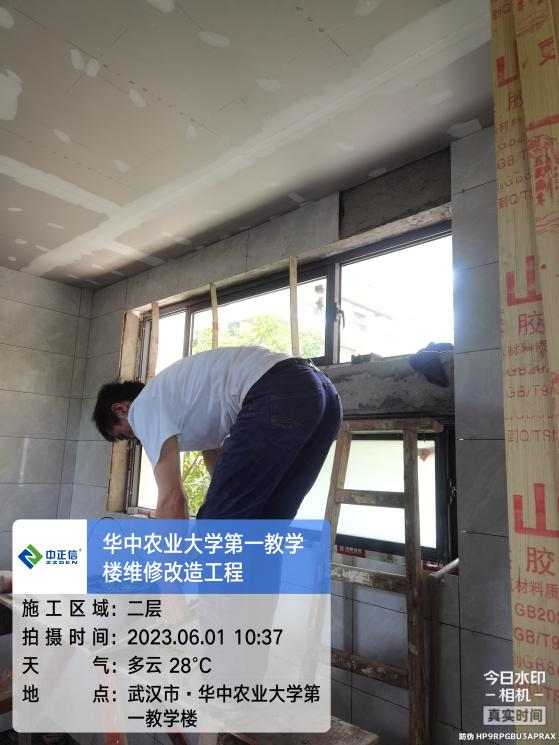 中正信
ZZSEN
华中农业大学第一教学
楼维修改造工程
施工区域：二层
拍摄时间：2023.06.01 10:37
天气：多云 28°C
地点：武汉市·华中农业大学第
一教学楼
今日水印
-相机-
真实时间
防伪 HP9RPGBU3APRAX
胶
胶
胶